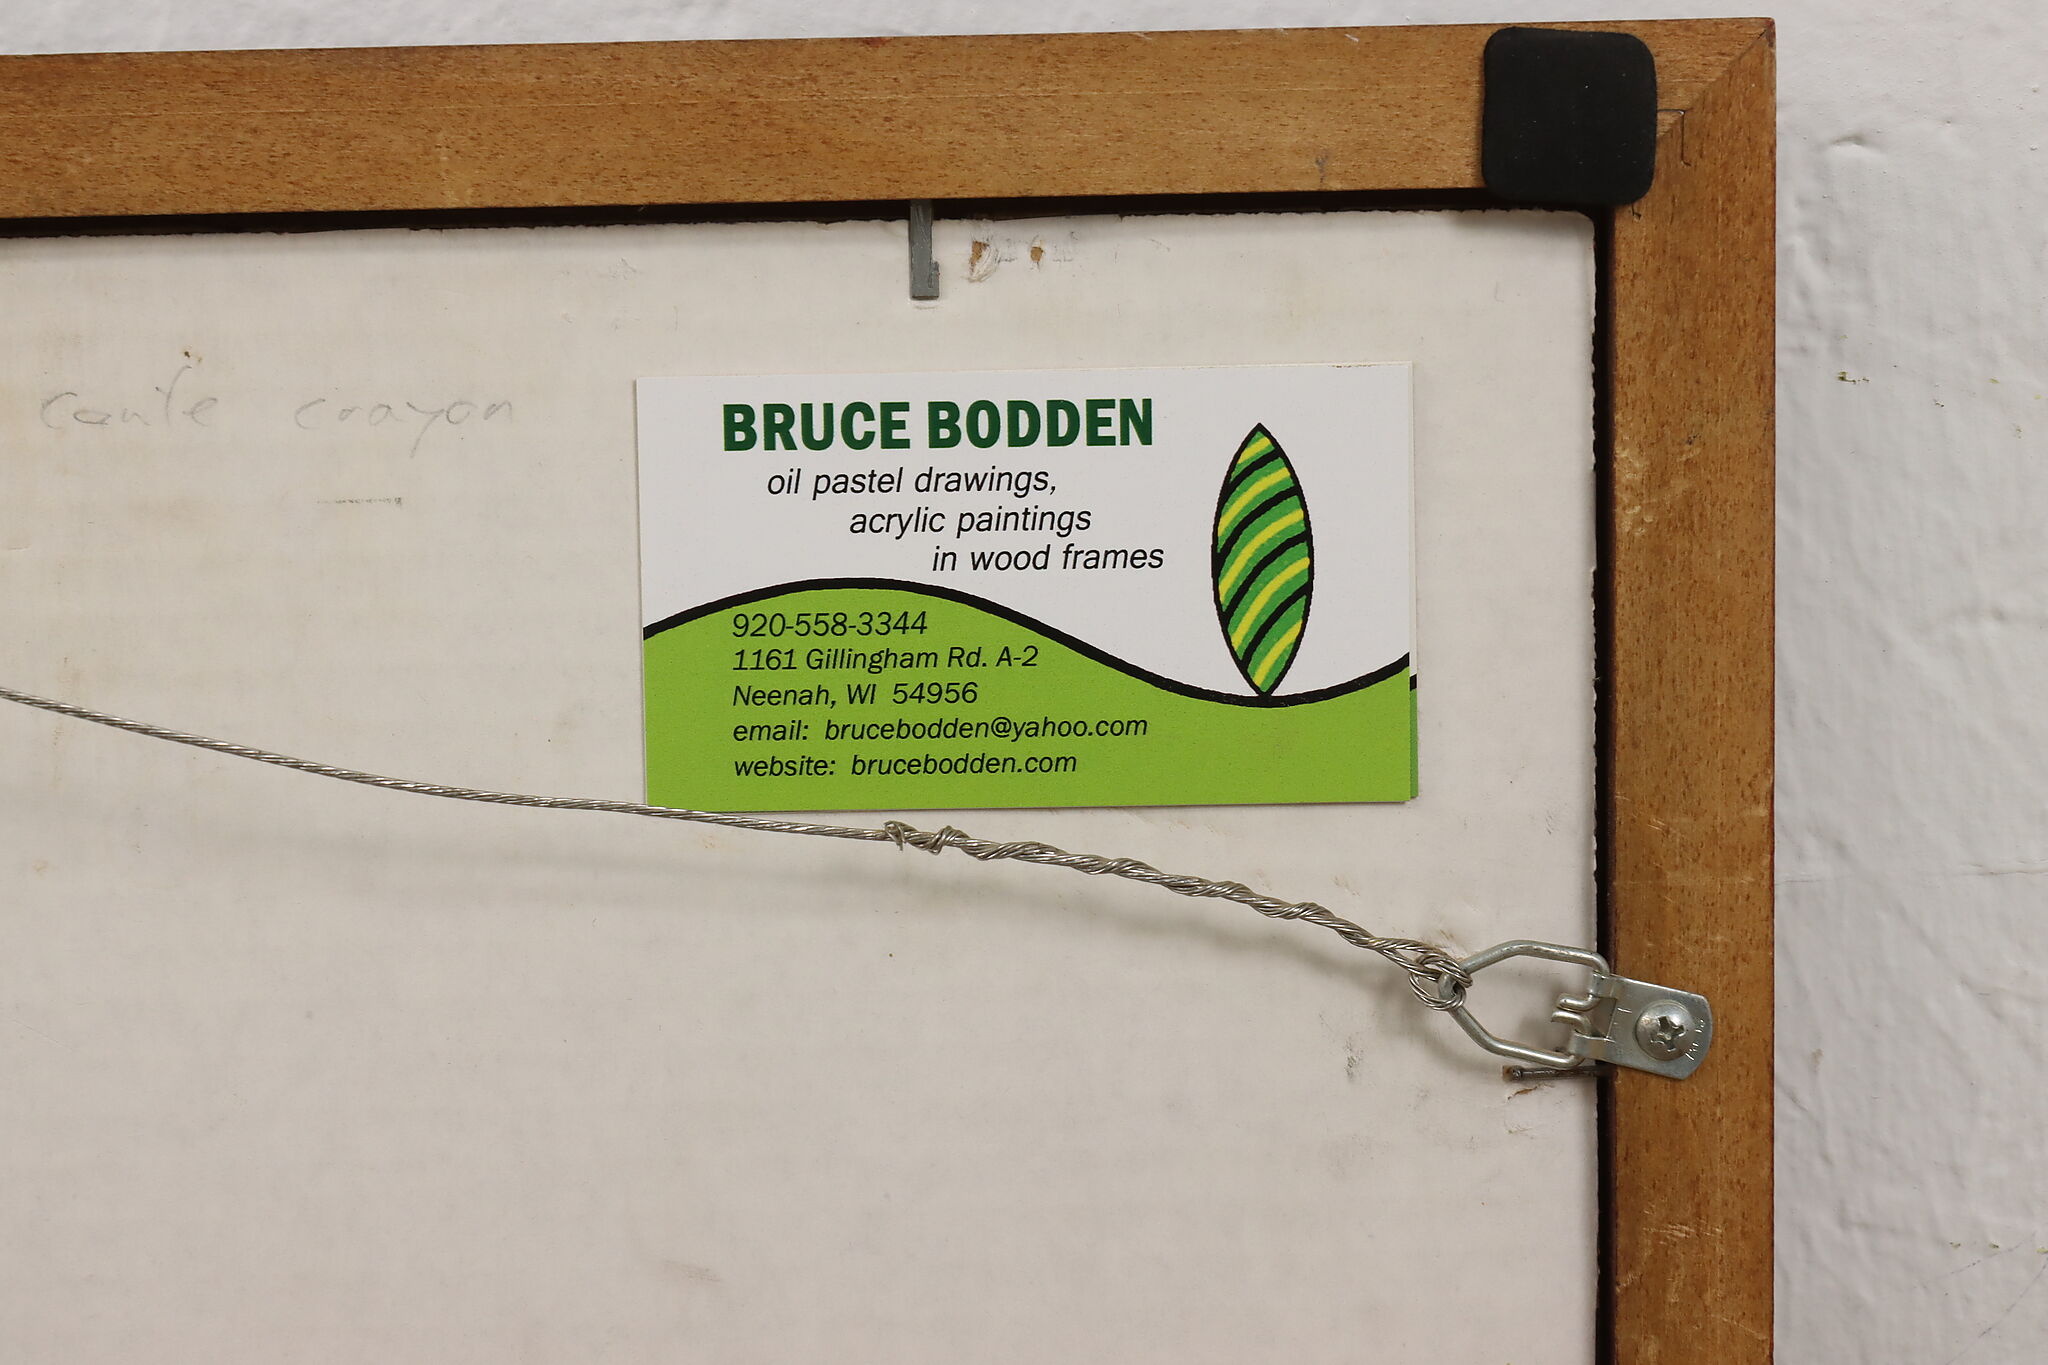 conte crayon
BRUCE BODDEN
oil pastel drawings,
acrylic paintings
in wood frames
920-558-3344
1161 Gillingham Rd. A-2
Neenah, WI 54956
email: brucebodden@yahoo.com
website: brucebodden.com